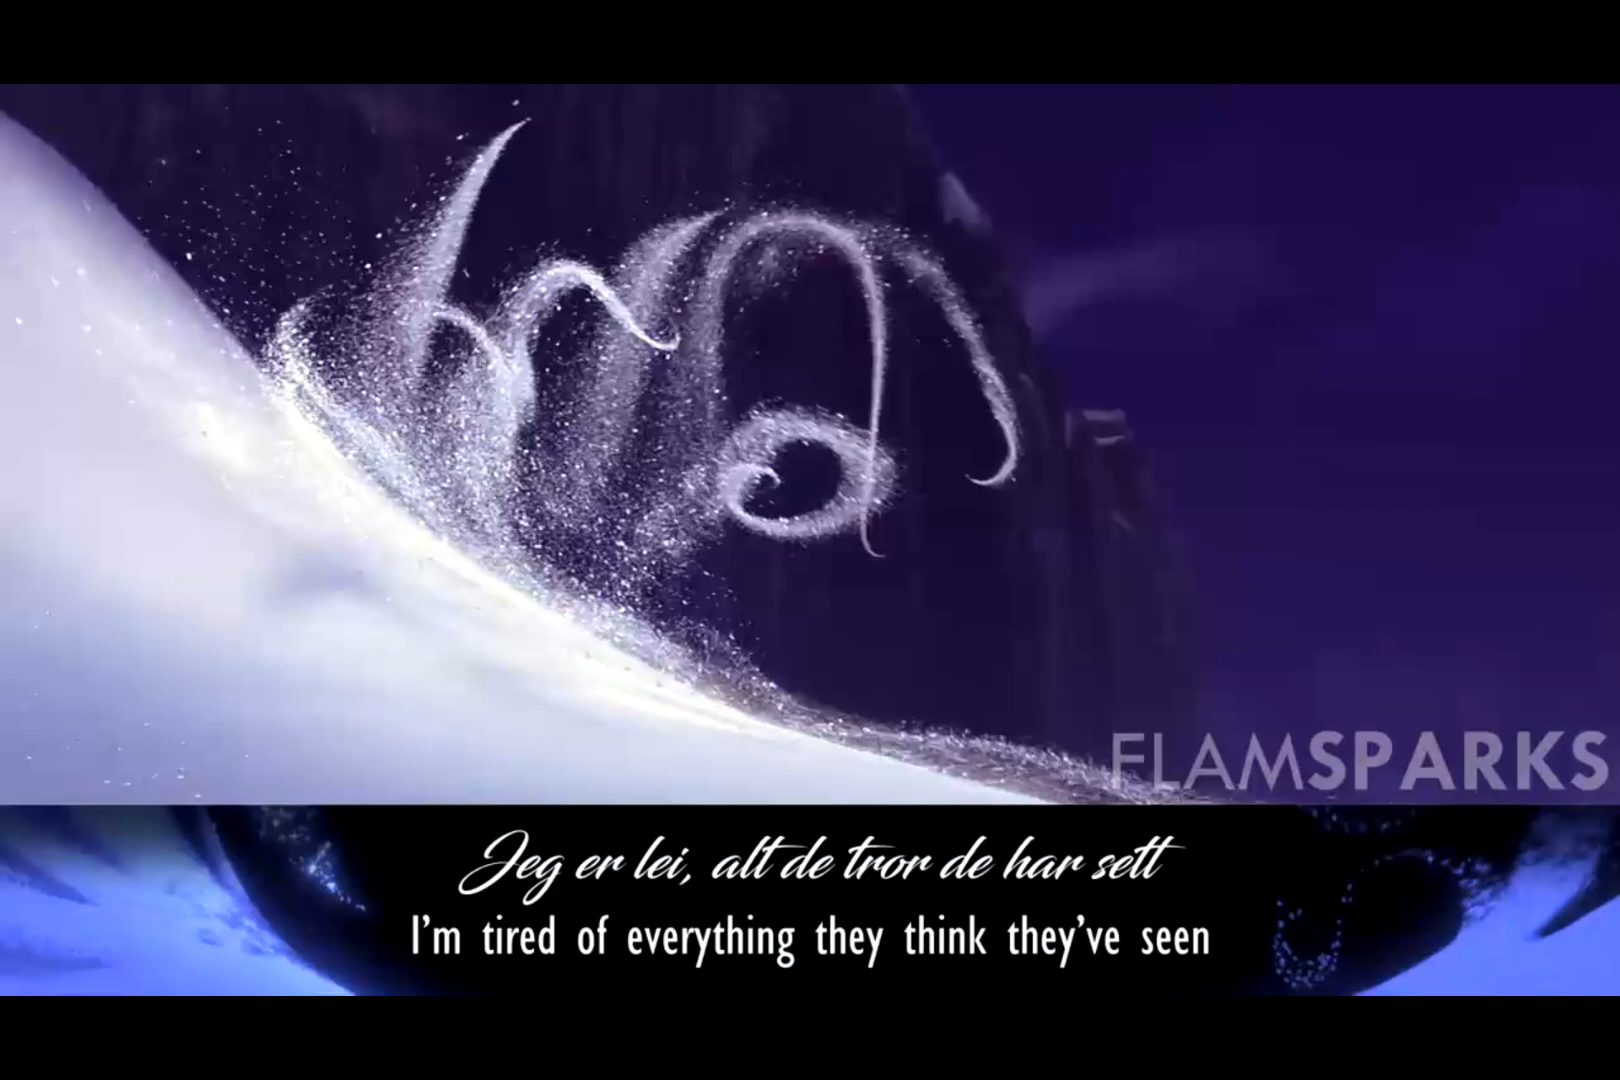 FLAMSPARKS
Jeg er lei, alt de tror de har sett
I'm tired of everything they think they've seen